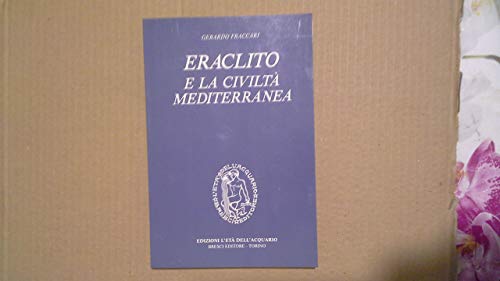 GERARDO FRACCARI
ERACLITO
E LA CIVILTÀ
MEDITERRANEA
EDIZIONI L'ETÀ DELL'ACQUARIO
BRESCI EDITORE - TORINO